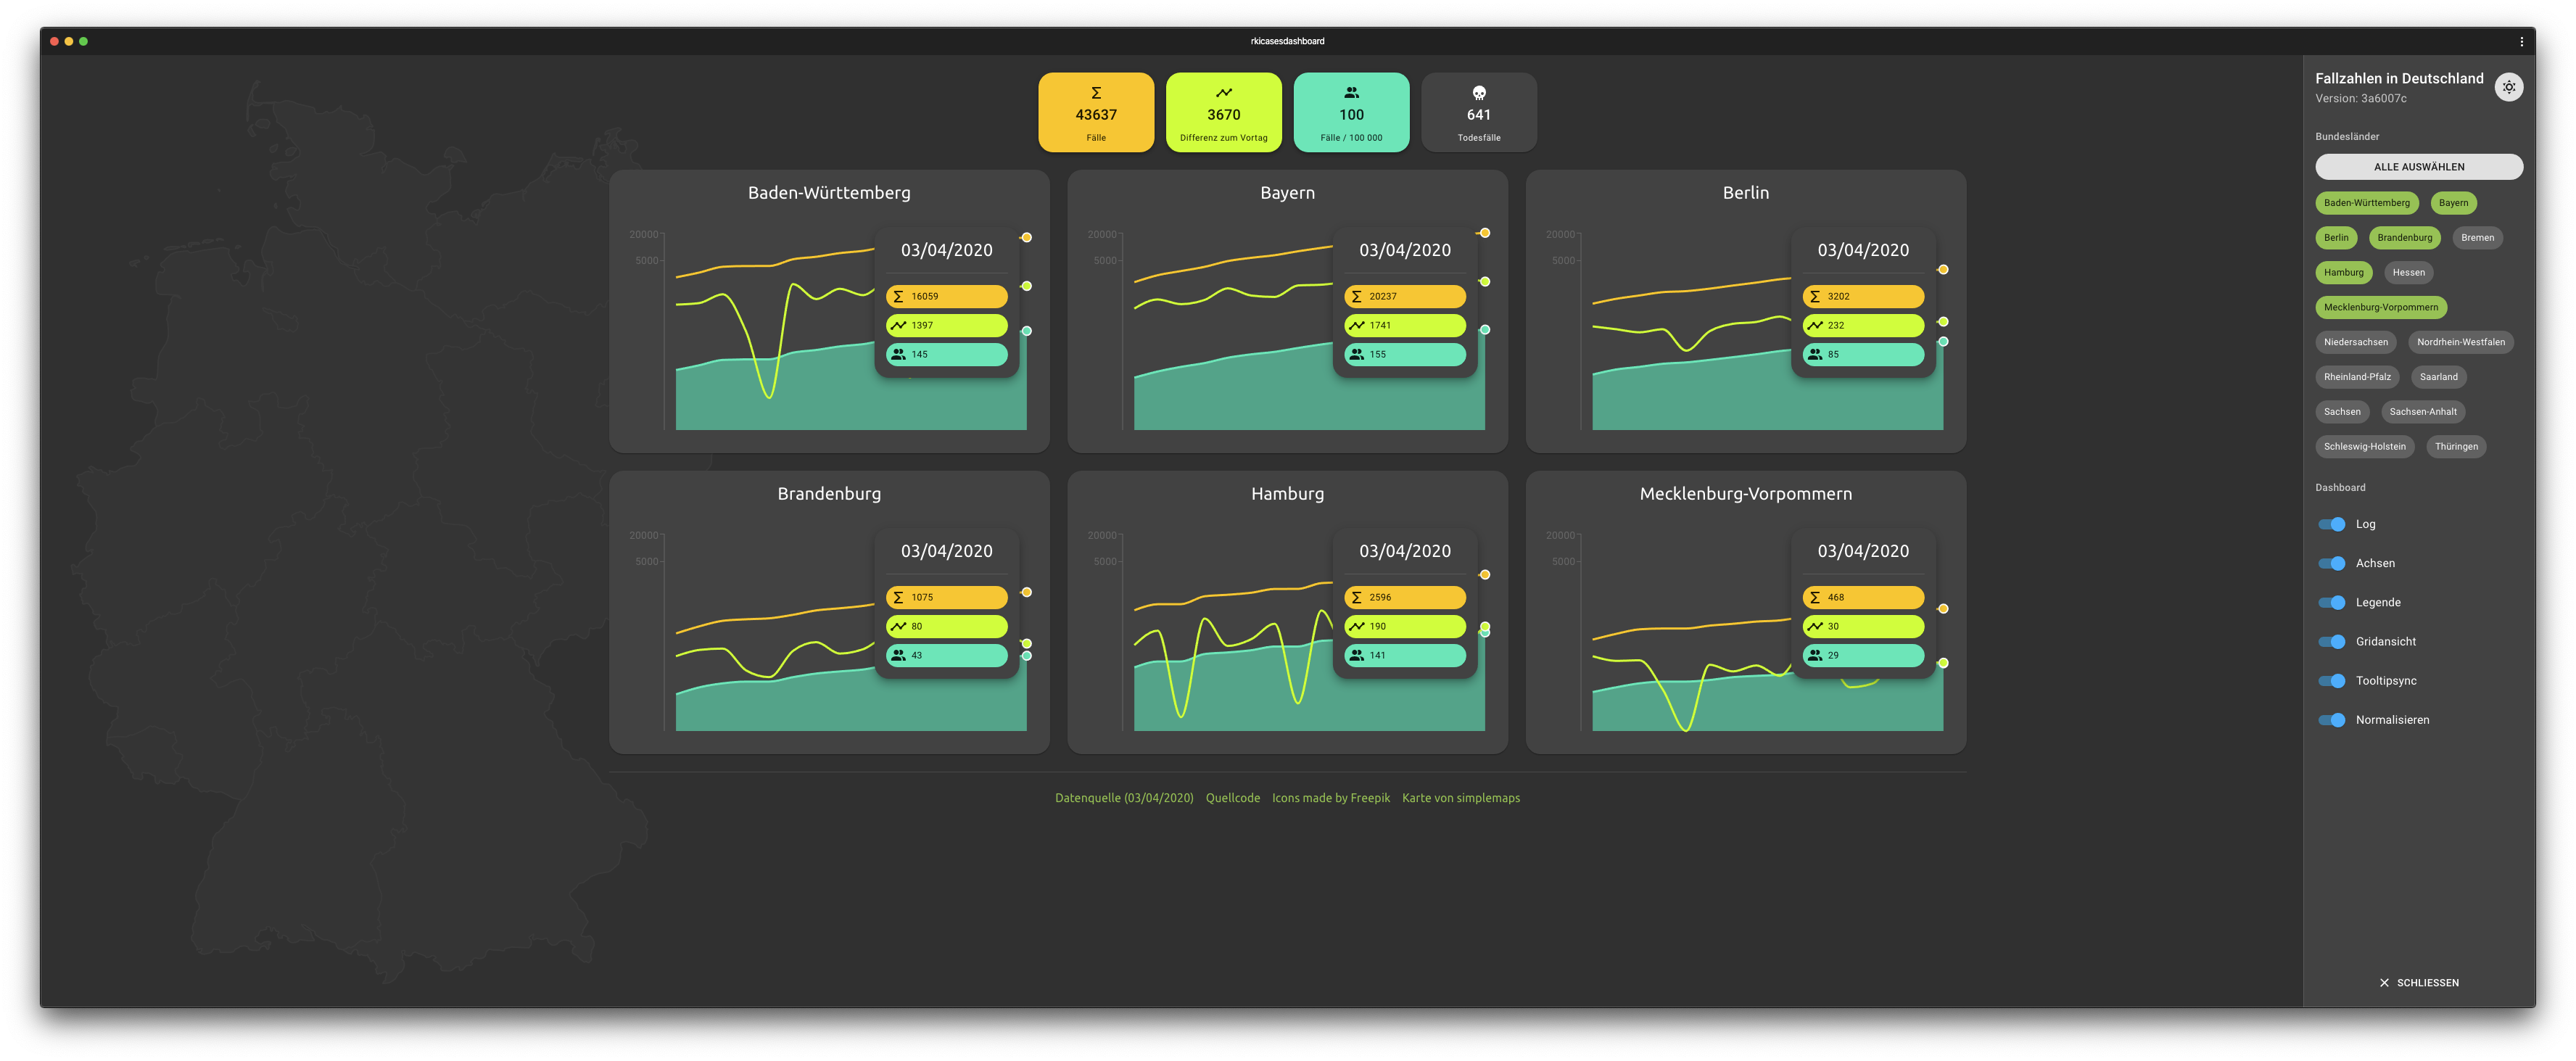 rkicasesdashboard
43637
Fälle
3670
Differenz zum Vortag
100
Fälle / 100 000
641
Todesfälle
Baden-Württemberg
20000
5000
03/04/2020
16059
1397
145
Bayern
20000
5000
03/04/2020
20237
1741
155
Berlin
20000
5000
03/04/2020
3202
232
85
Brandenburg
20000
5000
03/04/2020
1075
80
43
Hamburg
20000
5000
03/04/2020
2596
190
141
Mecklenburg-Vorpommern
20000
5000
03/04/2020
468
30
29
Datenquelle (03/04/2020) Quellcode Icons made by Freepik Karte von simplemaps
Fallzahlen in Deutschland
Version: 3a6007c
Bundesländer
ALLE AUSWÄHLEN
Baden-Württemberg Bayern
Berlin Brandenburg Bremen
Hamburg Hessen
Mecklenburg-Vorpommern
Niedersachsen Nordrhein-Westfalen
Rheinland-Pfalz Saarland
Sachsen Sachsen-Anhalt
Schleswig-Holstein Thüringen
Dashboard
Log
Achsen
Legende
Gridansicht
Tooltipsync
Normalisieren
SCHLIESSEN